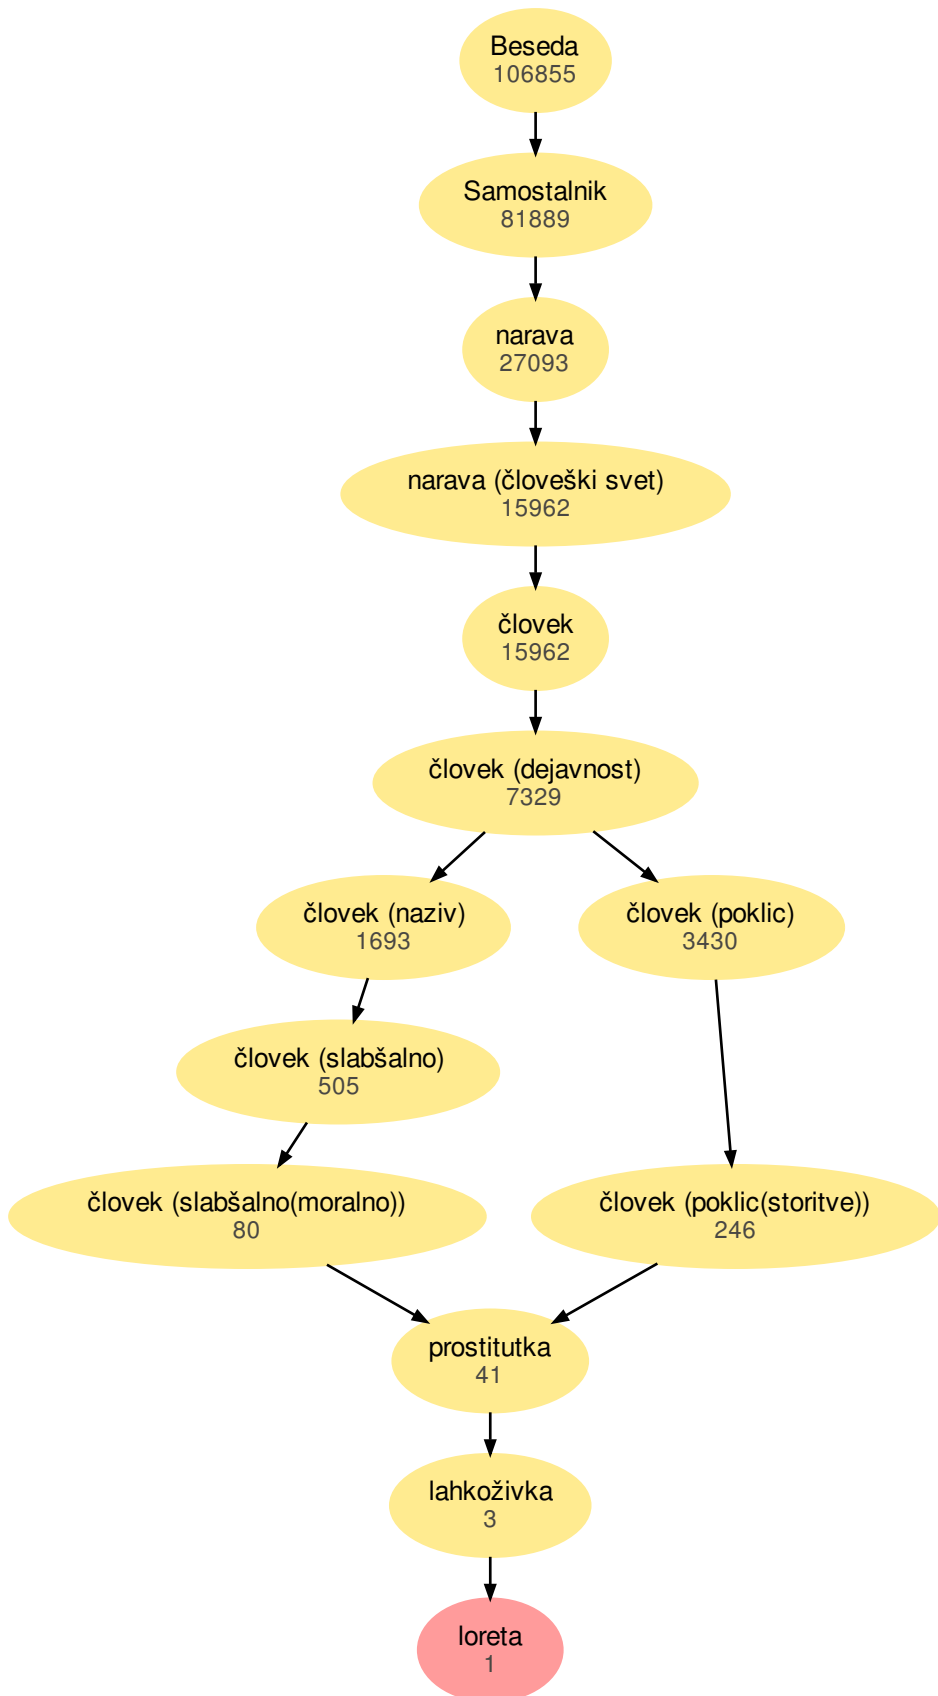 Beseda
106855
Samostalnik
81889
narava
27093
narava (človeški svet)
15962
človek
15962
človek (dejavnost)
7329
človek (naziv)
1693
človek (poklic)
3430
človek (slabšalno)
505
človek (slabšalno(moralno))
80
človek (poklic(storitve))
246
prostitutka
41
lahkoživka
3
loreta
1